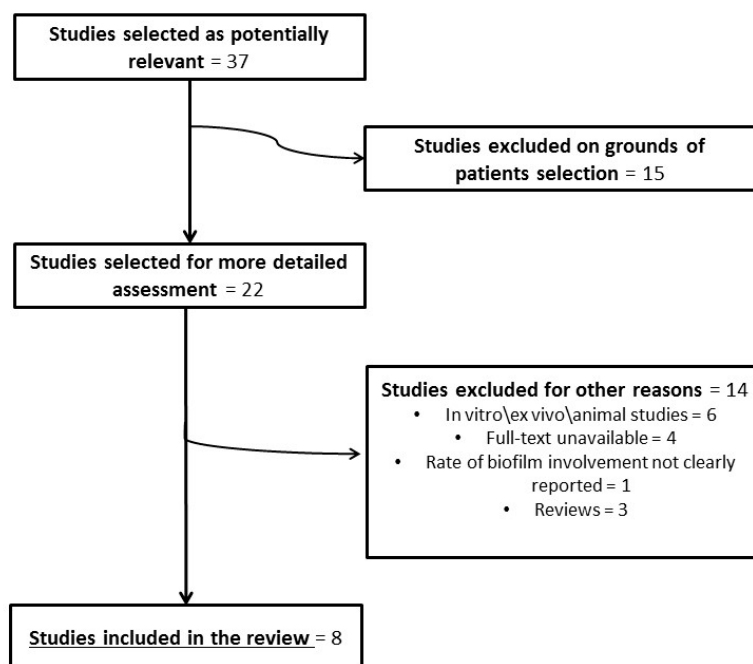 Studies selected as potentially
relevant = 37
Studies excluded on grounds of
patients selection = 15
Studies selected for more detailed
assessment = 22
Studies excluded for other reasons = 14
• In vitro\ex vivo\animal studies = 6
• Full-text unavailable = 4
• Rate of biofilm involvement not clearly
reported = 1
• Reviews = 3
Studies included in the review = 8